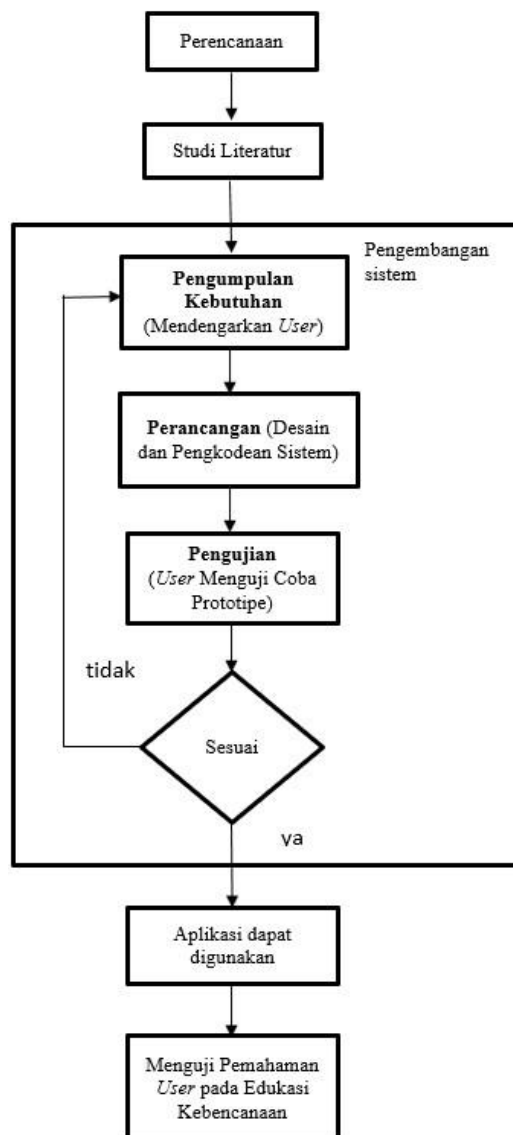 Perencanaan
Studi Literatur
Pengembangan
sistem
Pengumpulan
Kebutuhan
(Mendengarkan User)
Perancangan (Desain
dan Pengkodean Sistem)
Pengujian
(User Menguji Coba
Prototipe)
tidak
Sesuai
ya
Aplikasi dapat
digunakan
Menguji Pemahaman
User pada Edukasi
Kebencanaan